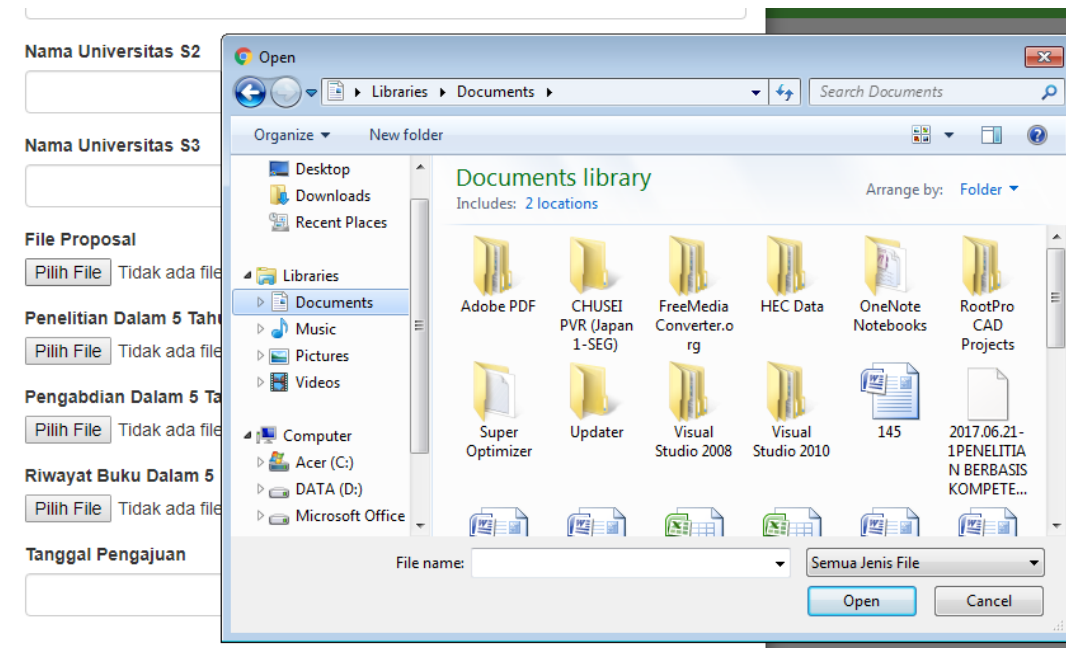 Nama Universitas S2
Nama Universitas S3
File Proposal
Pilih File Tidak ada file
Penelitian Dalam 5
Pilih File Tidak ada file
Pengabdian Dalam 5
Pilih File Tidak ada file
Riwayat Buku Dalam 5
Pilih File Tidak ada file
Tanggal Pengajuan
Open
Libraries Documents
Search Documents
Organize New folder
Desktop
Downloads
Recent Places
Libraries
Documents
Music
Pictures
Videos
Computer
Acer (C:)
DATA (D:)
Microsoft Office
Documents library
Includes: 2 locations
Arrange by: Folder
Adobe PDF
CHUSEI
PVR (Japan
1-SEG)
FreeMedia
Converter.o
rg
HEC Data
OneNote
Notebooks
RootPro
CAD
Projects
Super
Optimizer
Updater
Visual
Studio 2008
Visual
Studio 2010
145
2017.06.21-
1PENELITIA
N BERBASIS
KOMPETE...
File name:
Semua Jenis File
Open
Cancel